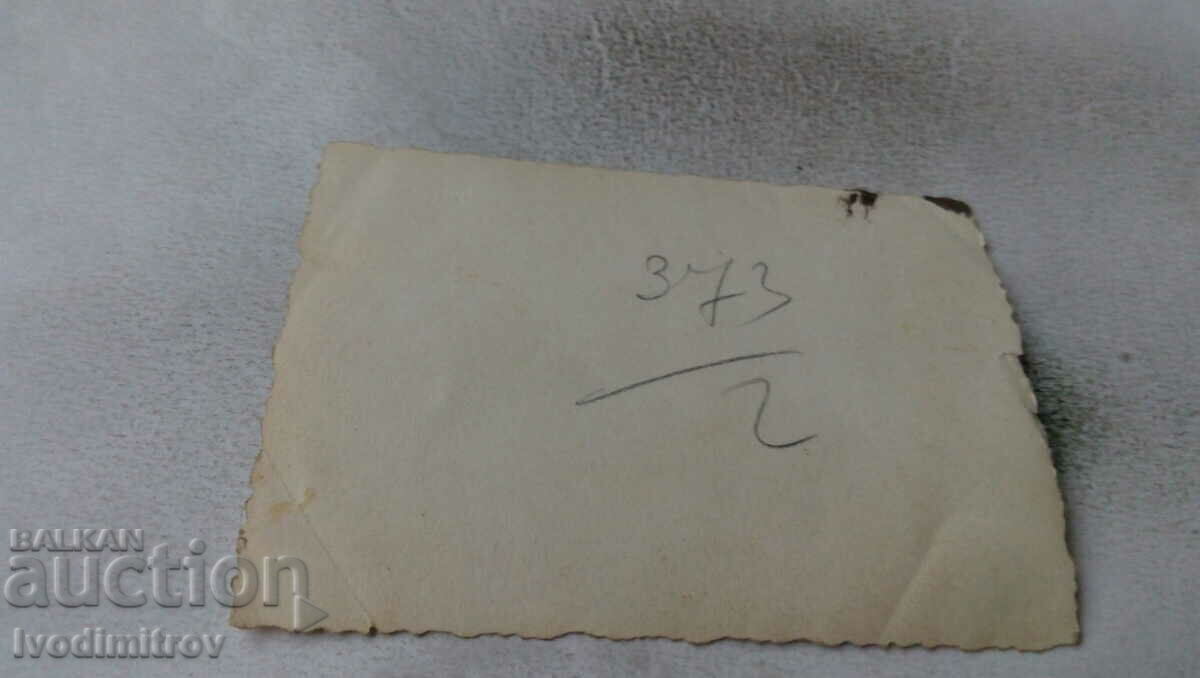 373
2
BALKAN
auction
Ivodimitrov